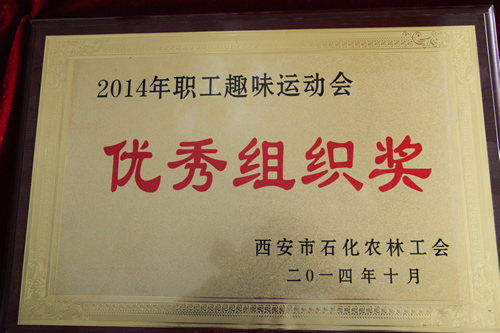 2014年职工趣味运动会
优秀组织奖
西安市石化农林工会
二〇一四年十月